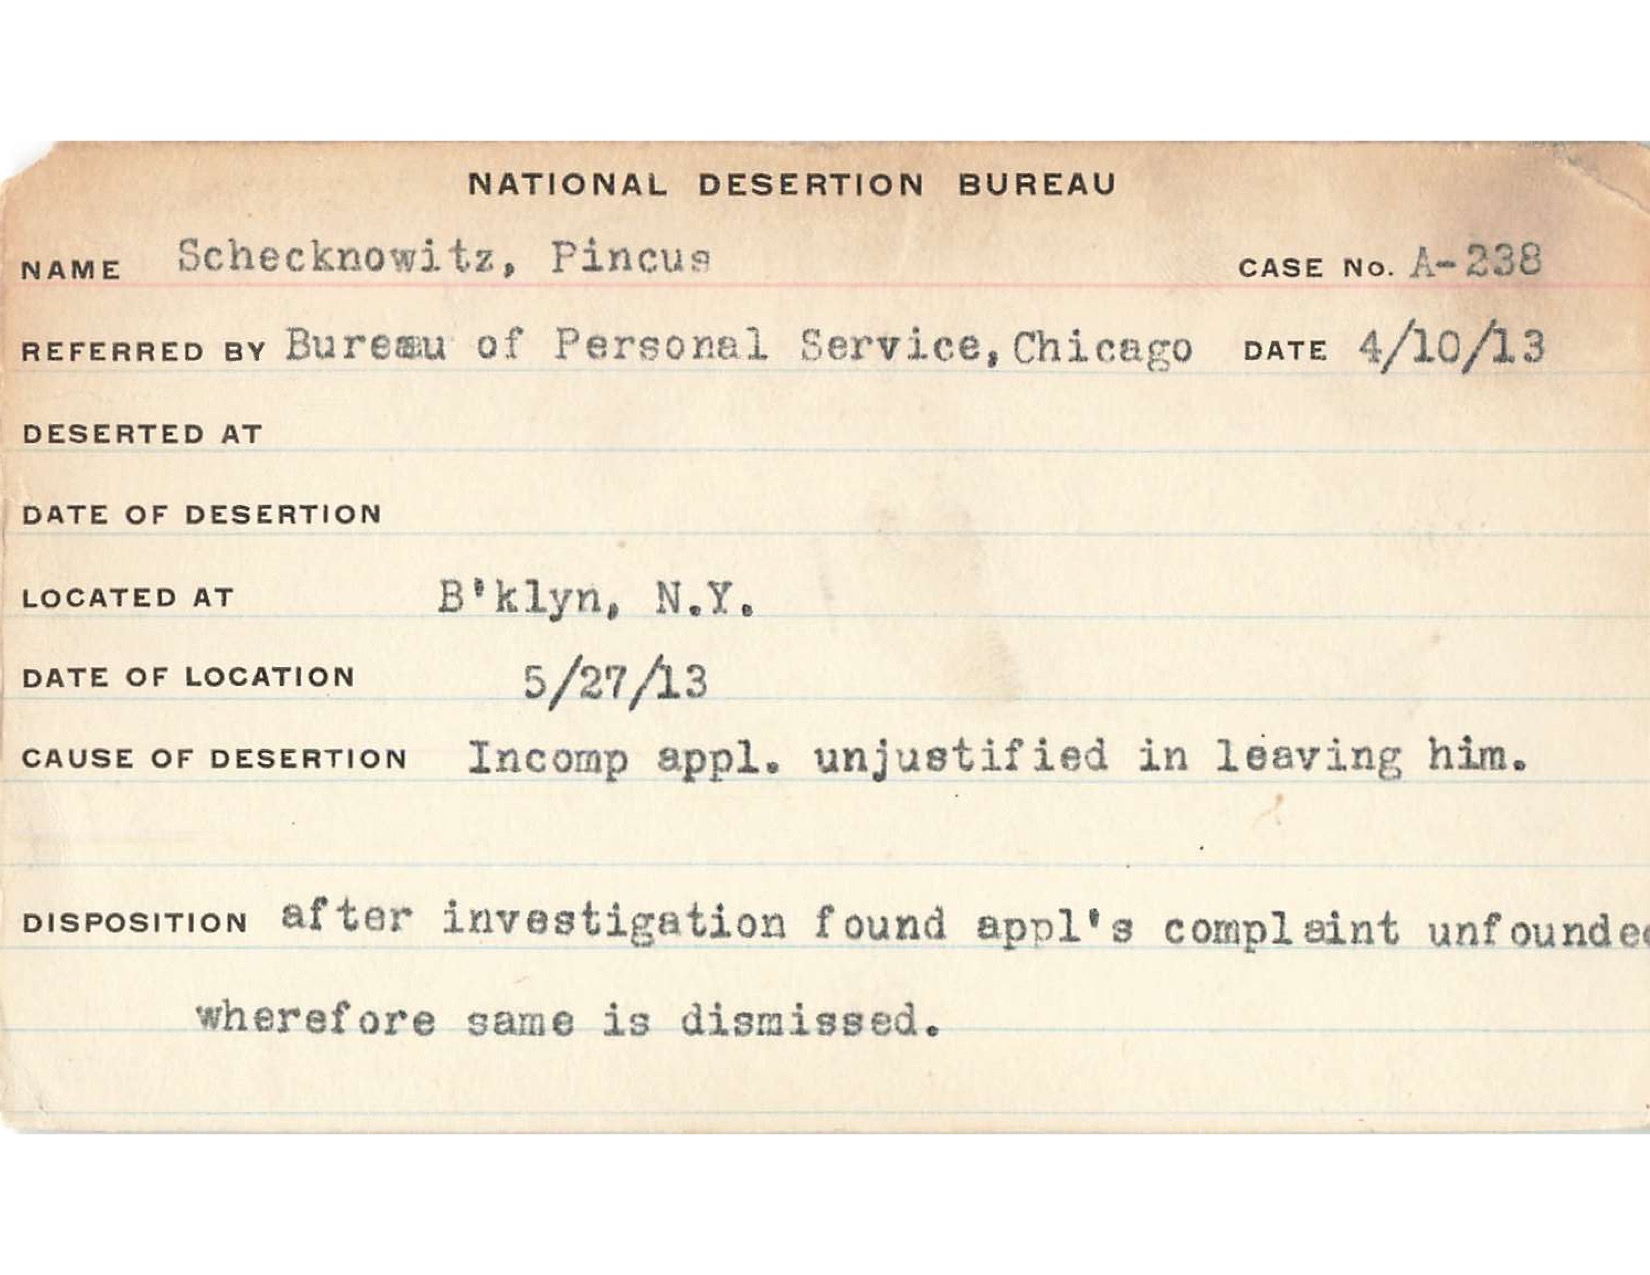 NATIONAL DESERTION BUREAU
NAME Schecknowitz, Pincus CASE No. A-238
REFERRED BY Bureau of Personal Service, Chicago DATE 4/10/13
DESERTED AT
DATE OF DESERTION
LOCATED AT B'klyn, N.Y.
DATE OF LOCATION 5/27/13
CAUSE OF DESERTION Incomp appl. unjustified in leaving him.
DISPOSITION after investigation found appl's complaint unfounded
wherefore same is dismissed.